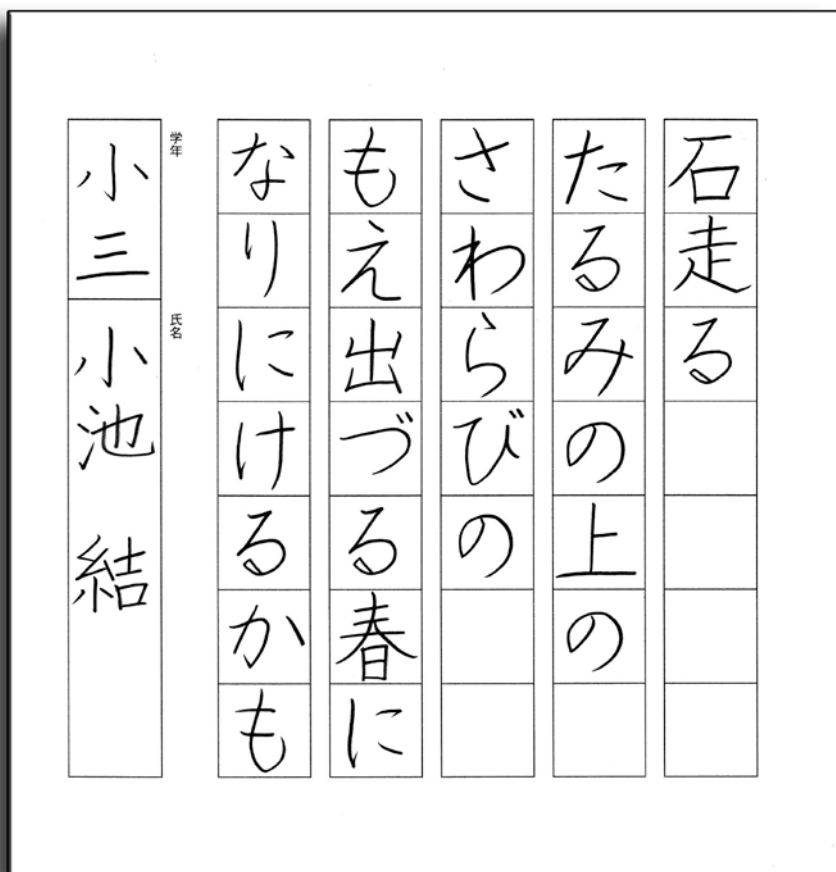 石走る
たるみの上の
さわらびの
もえ出づる春に
なりにけるかも
学年
小三
氏名
小池 結